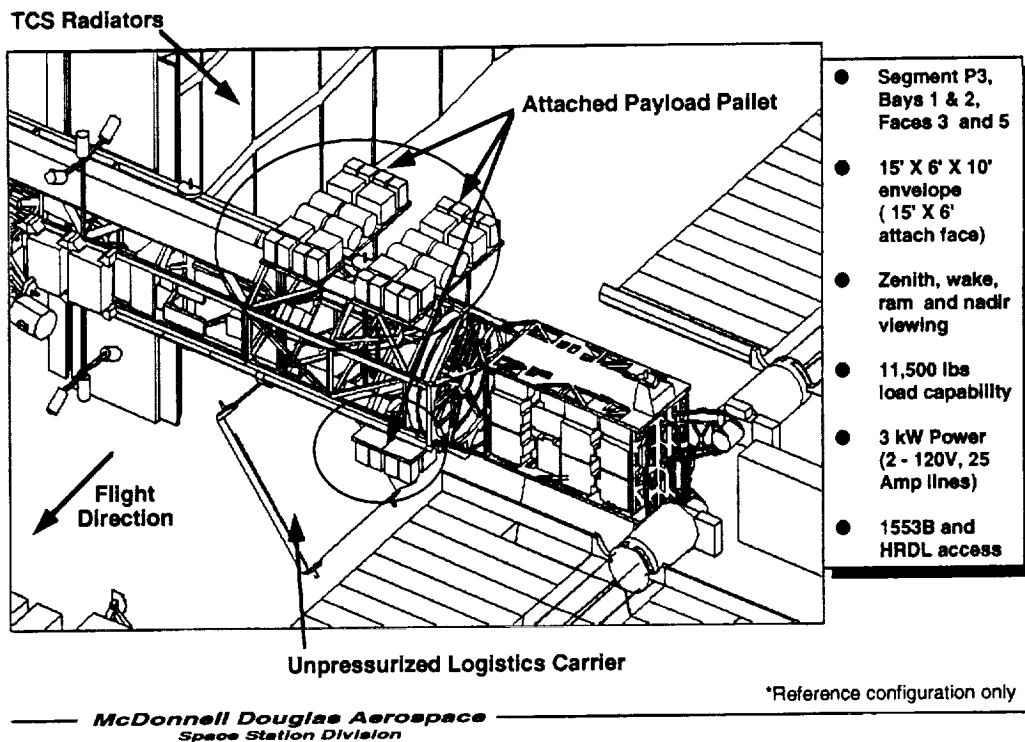 TCS Radiators
Attached Payload Pallet
Flight
Direction
Unpressurized Logistics Carrier
● Segment P3,
Bays 1 & 2,
Faces 3 and 5
● 15' X 6' X 10'
envelope
( 15' X 6'
attach face)
● Zenith, wake,
ram and nadir
viewing
● 11,500 lbs
load capability
● 3 kW Power
(2 - 120V, 25
Amp lines)
● 1553B and
HRDL access
*Reference configuration only
McDonnell Douglas Aerospace
Space Station Division